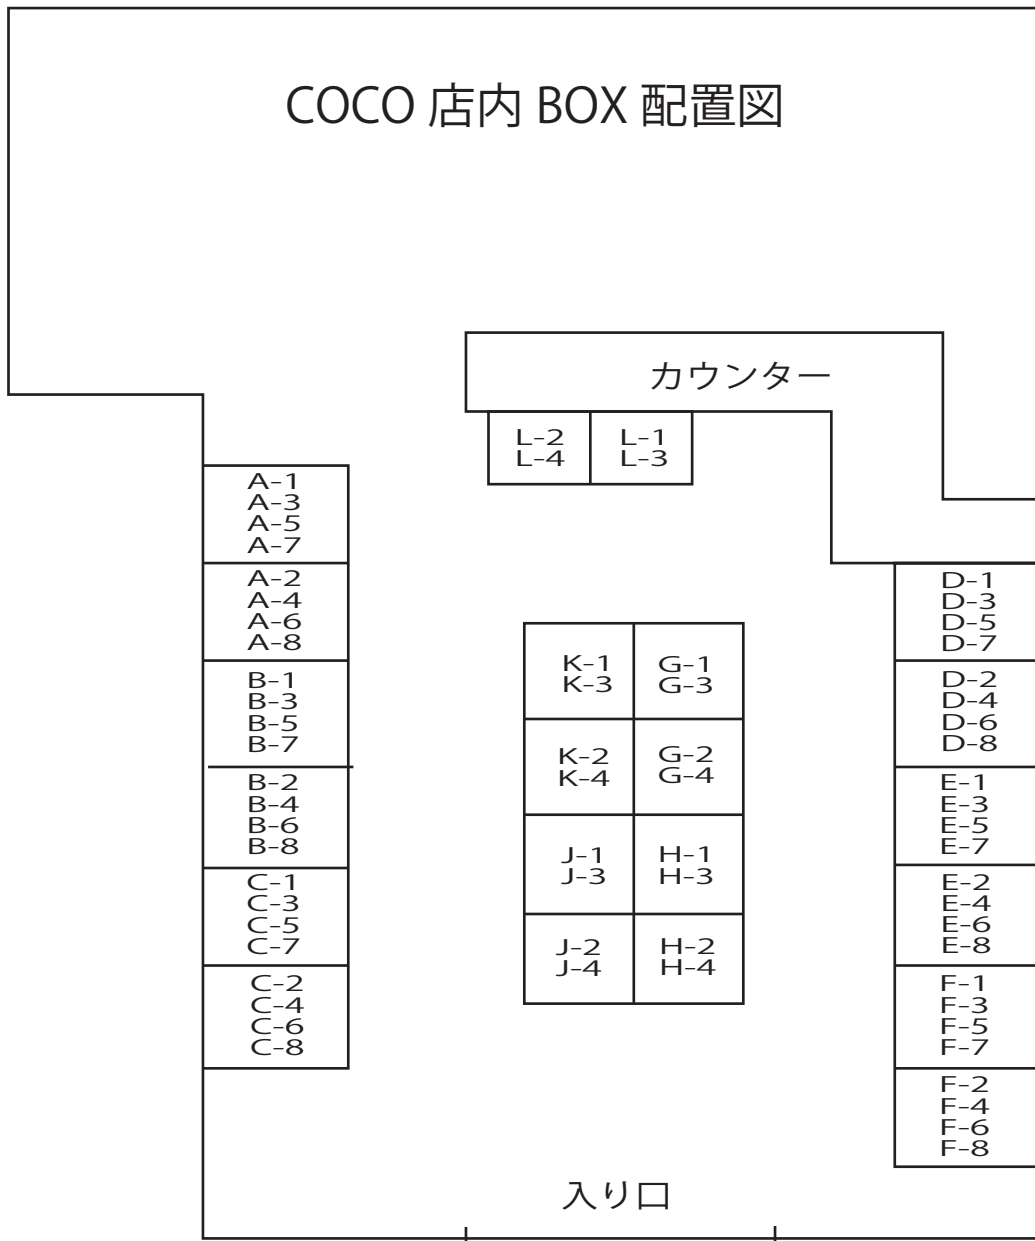 COCO 店内 BOX 配置図
カウンター
L-2
L-4
L-1
L-3
A-1
A-3
A-5
A-7
A-2
A-4
A-6
A-8
B-1
B-3
B-5
B-7
B-2
B-4
B-6
B-8
C-1
C-3
C-5
C-7
C-2
C-4
C-6
C-8
K-1
K-3
G-1
G-3
K-2
K-4
G-2
G-4
J-1
J-3
H-1
H-3
J-2
J-4
H-2
H-4
D-1
D-3
D-5
D-7
D-2
D-4
D-6
D-8
E-1
E-3
E-5
E-7
E-2
E-4
E-6
E-8
F-1
F-3
F-5
F-7
F-2
F-4
F-6
F-8
入り口